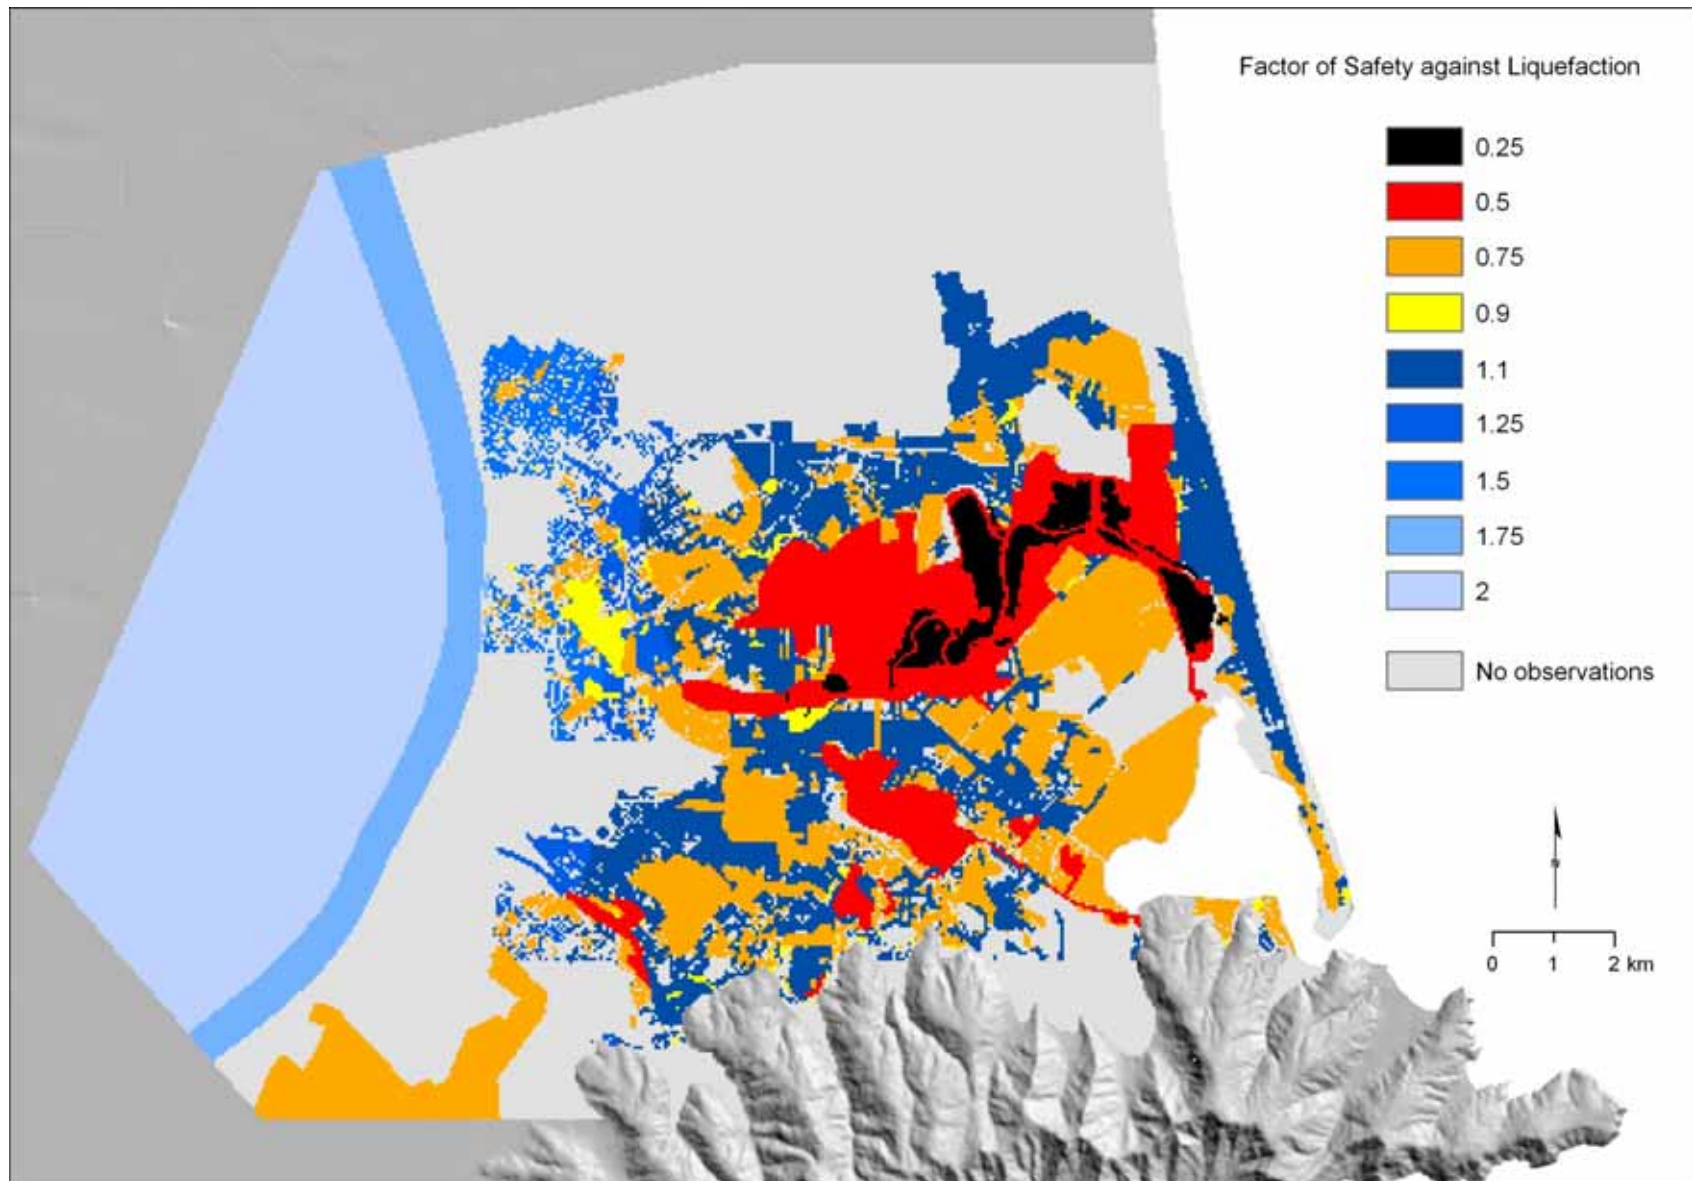 Factor of Safety against Liquefaction
0.25
0.5
0.75
0.9
1.1
1.25
1.5
1.75
2
No observations
N
0 1 2 km